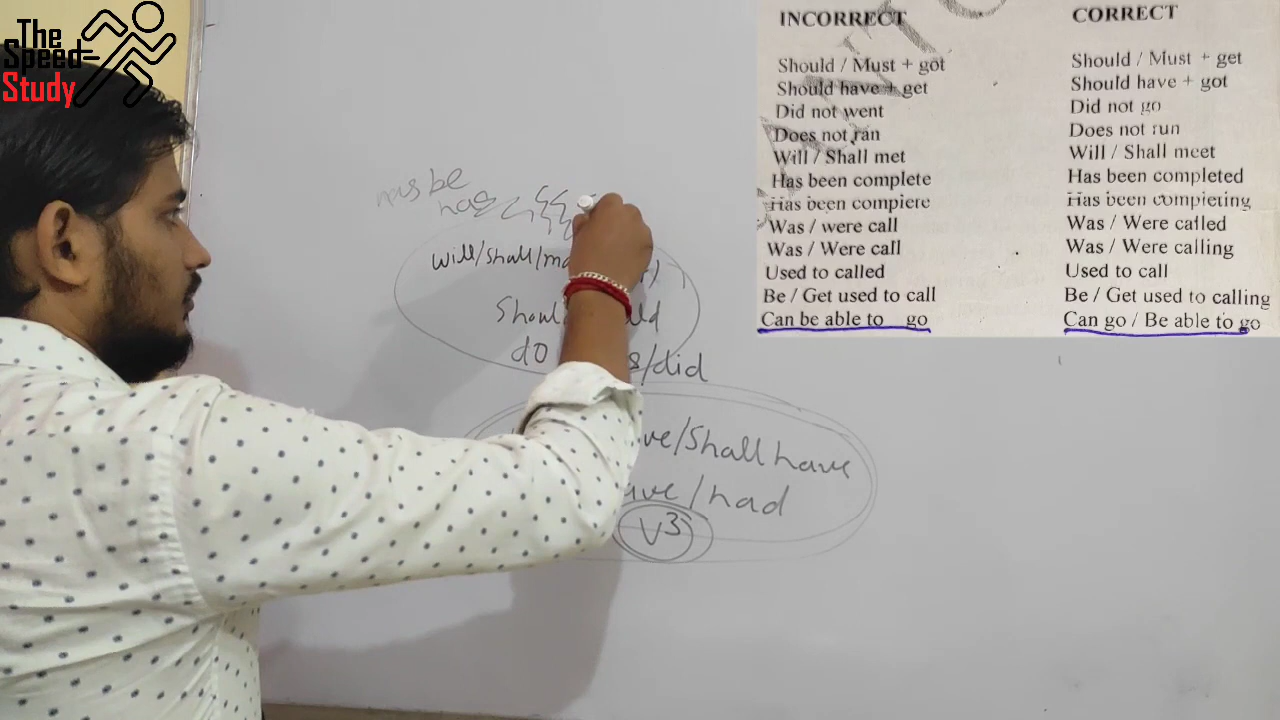 The
Speed
Study
INCORRECT
Should / Must + got
Should have + get
Did not went
Does not ran
Will / Shall met
Has been complete
Has been complere
Was / were call
Was / Were call
Used to called
Be / Get used to call
Can be able to go
CORRECT
Should / Must + get
Should have + got
Did not go
Does not run
Will / Shall meet
Has been completed
Has been completing
Was / Were called
Was / Were calling
Used to call
Be / Get used to calling
Can go / Be able to go
will/shall/
do /did
/shall have
/had
V3